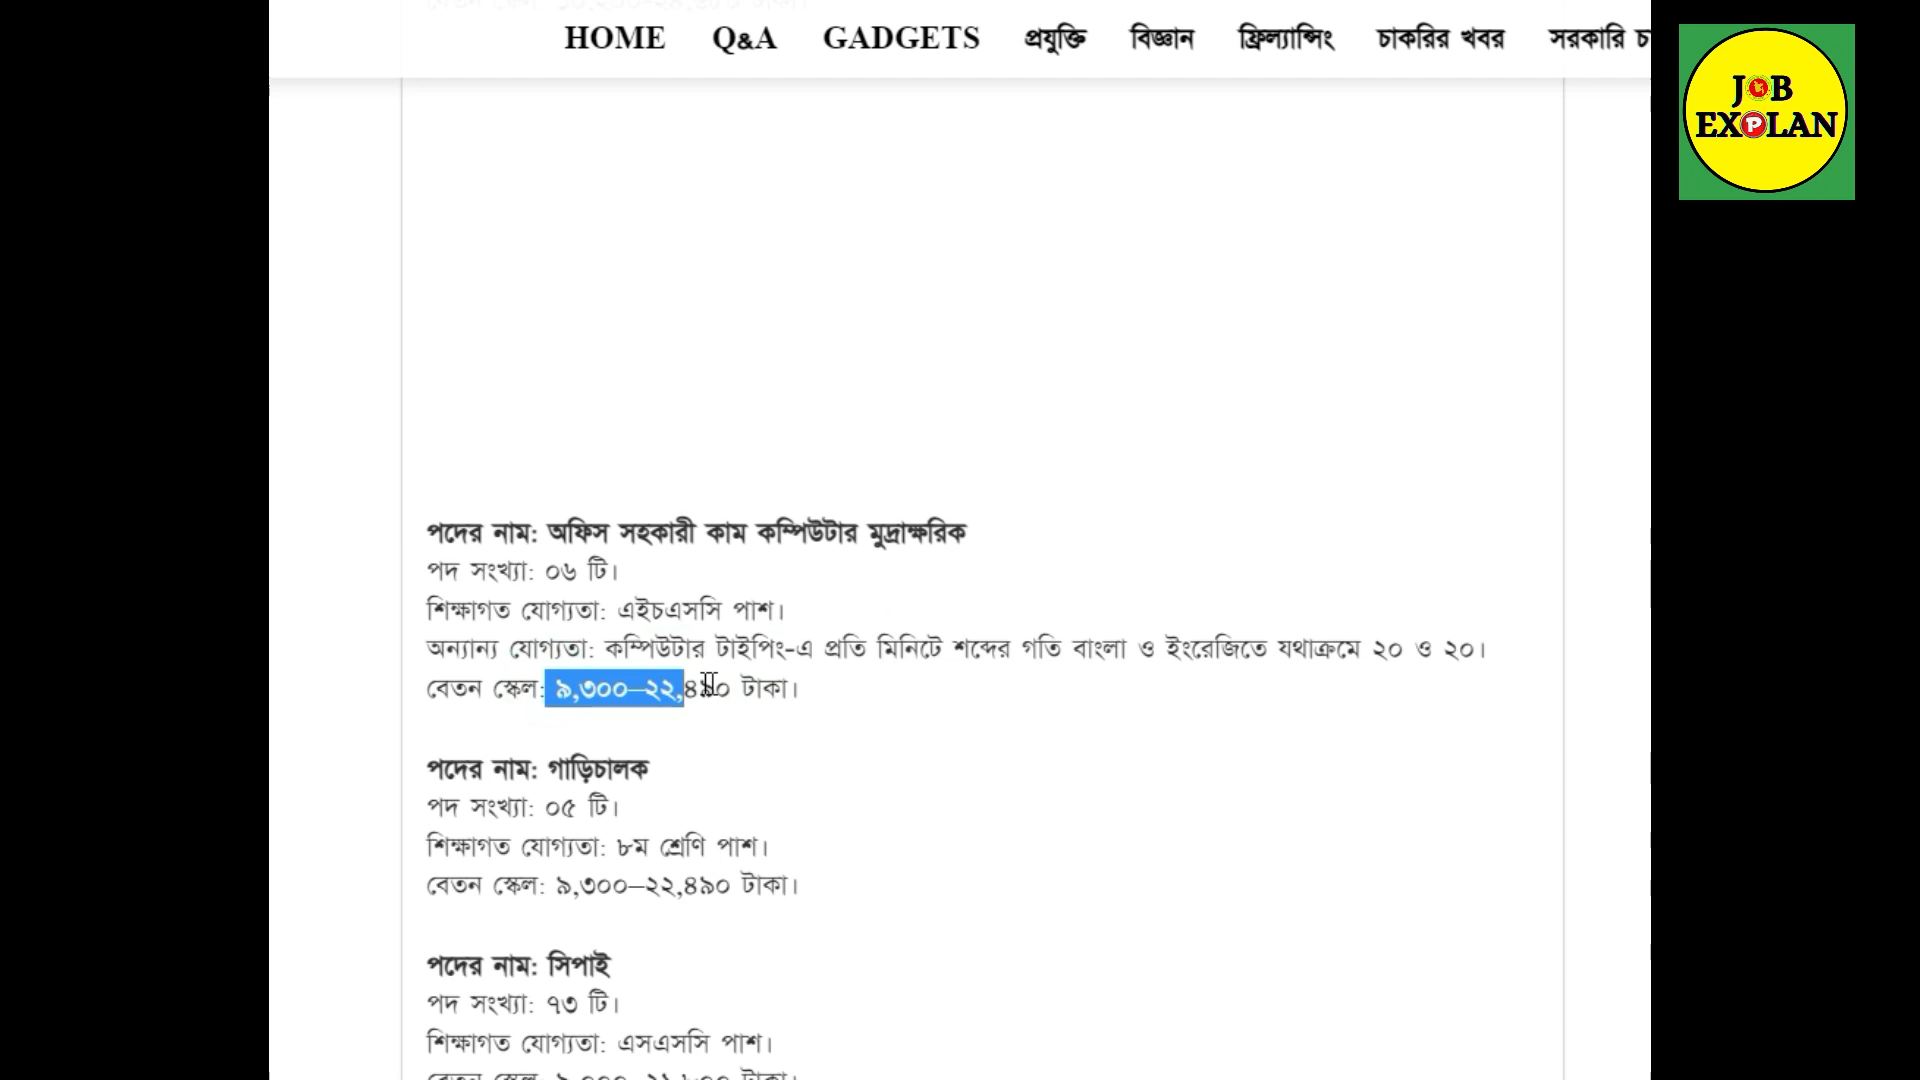 HOME Q&A GADGETS প্রযুক্তি বিজ্ঞান ফ্রিল্যান্সিং চাকরির খবর সরকারি চ
JOB
EXPLAN
পদের নাম: অফিস সহকারী কাম কম্পিউটার মুদ্রাক্ষরিক
পদ সংখ্যা: ০৬ টি।
শিক্ষাগত যোগ্যতা: এইচএসসি পাশ।
অন্যান্য যোগ্যতা: কম্পিউটার টাইপিং-এ প্রতি মিনিটে শব্দের গতি বাংলা ও ইংরেজিতে যথাক্রমে ২০ ও ২০।
বেতন স্কেল: ৯,৩০০–২২,৪৯০ টাকা।
পদের নাম: গাড়িচালক
পদ সংখ্যা: ০৫ টি।
শিক্ষাগত যোগ্যতা: ৮ম শ্রেণি পাশ।
বেতন স্কেল: ৯,৩০০–২২,৪৯০ টাকা।
পদের নাম: সিপাই
পদ সংখ্যা: ৭৩ টি।
শিক্ষাগত যোগ্যতা: এসএসসি পাশ।